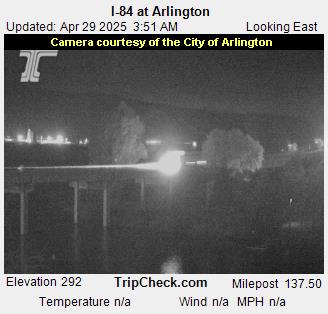 I-84 at Arlington
Updated: Apr 29 2025 3:51 AM Looking East
Camera courtesy of the City of Arlington
Elevation 292 TripCheck.com Milepost 137.50
Temperature n/a Wind n/a MPH n/a